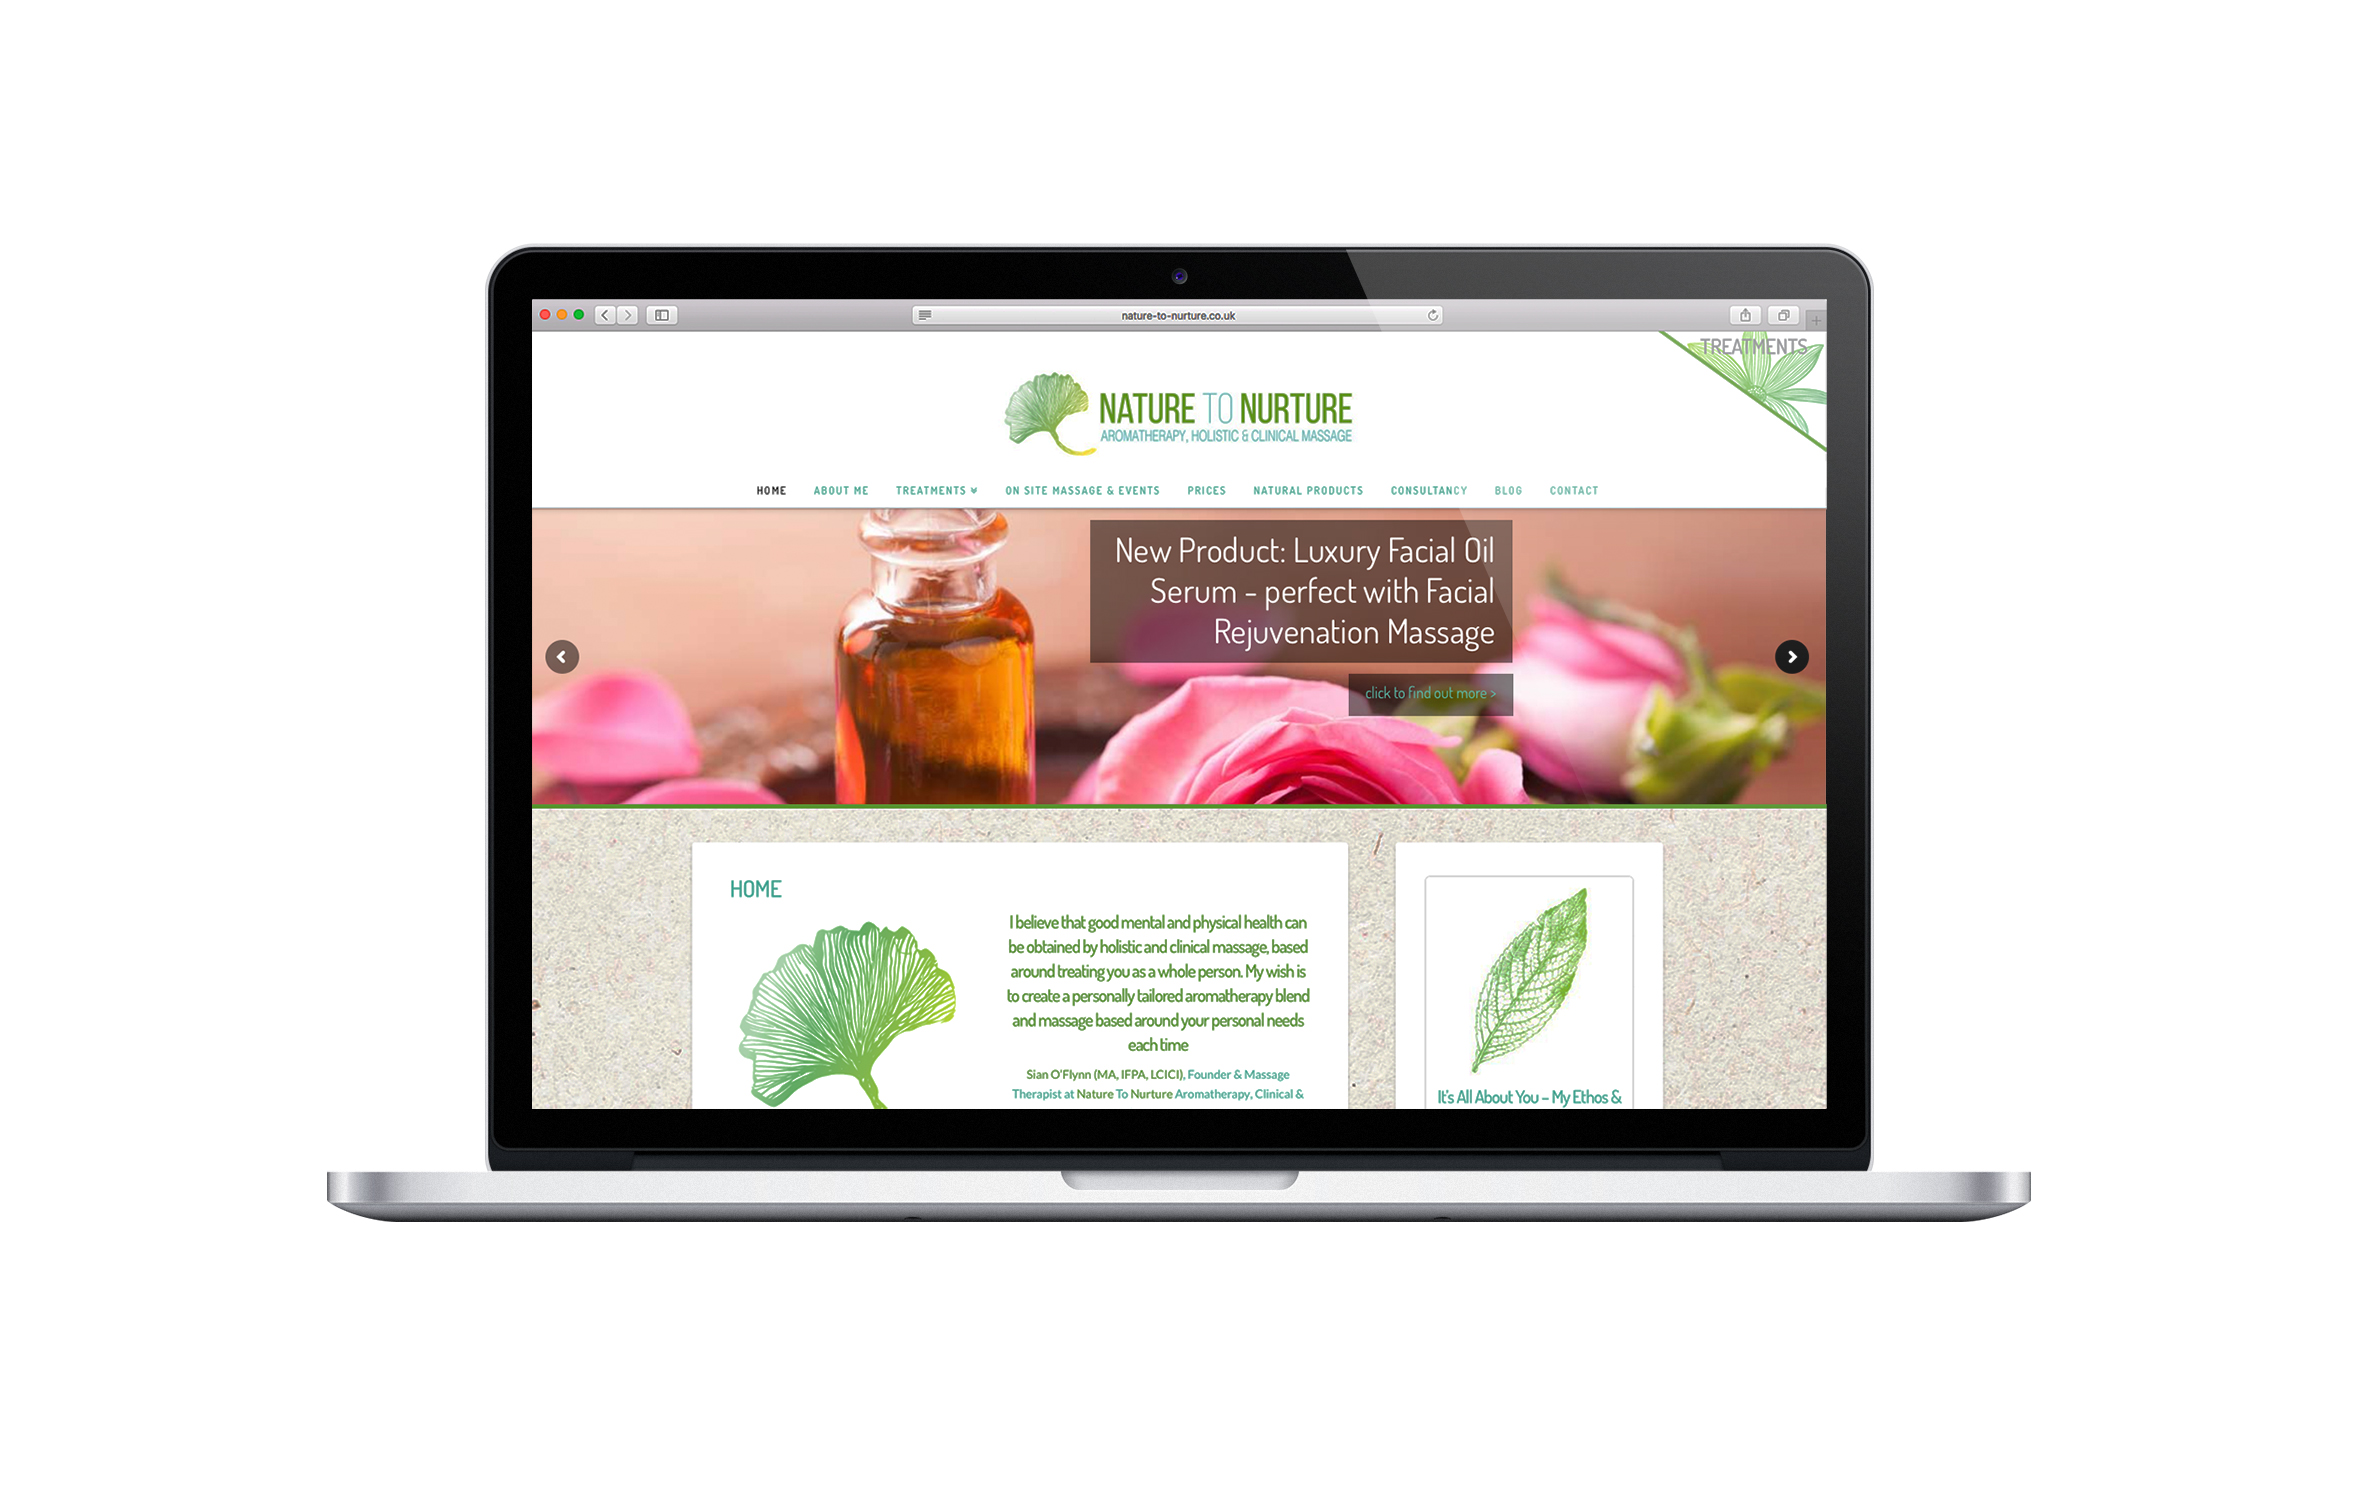 nature-to-nurture.co.uk
TREATMENTS
NATURE TO NURTURE
AROMATHERAPY, HOLISTIC & CLINICAL MASSAGE
HOME ABOUT ME TREATMENTS ON SITE MASSAGE & EVENTS PRICES NATURAL PRODUCTS CONSULTANCY BLOG CONTACT
New Product: Luxury Facial Oil
Serum - perfect with Facial
Rejuvenation Massage
click to find out more >
HOME
I believe that good mental and physical health can
be obtained by holistic and clinical massage, based
around treating you as a whole person. My wish is
to create a personally tailored aromatherapy blend
and massage based around your personal needs
each time
Sian O'Flynn (MA, IFPA, LCICI), Founder & Massage
Therapist at Nature To Nurture Aromatherapy, Clinical &
It's All About You – My Ethos &